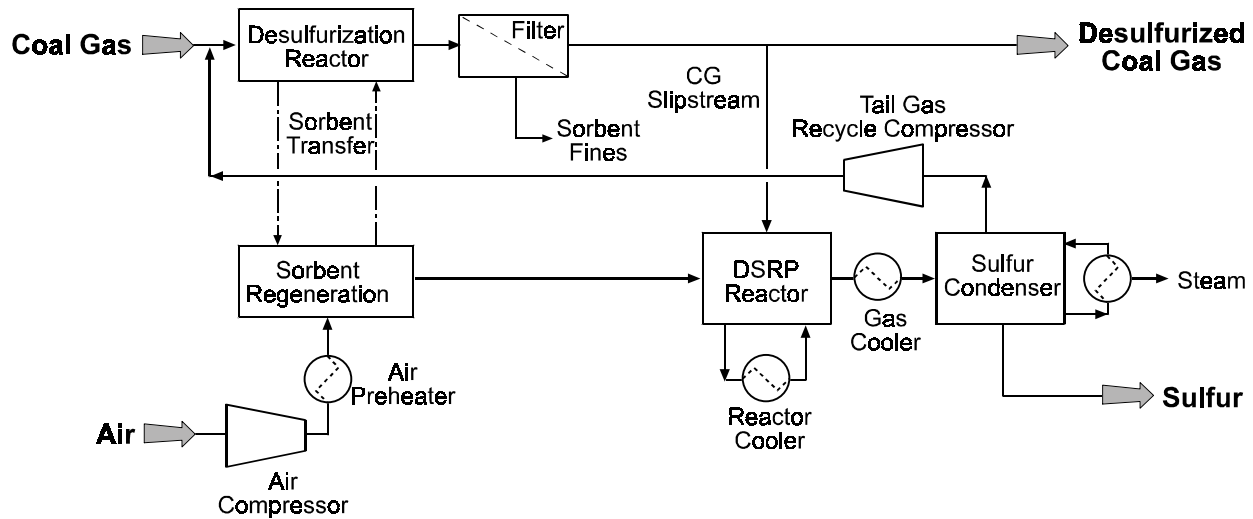 Coal Gas
Desulfurization
Reactor
Filter
Desulfurized
Coal Gas
CG
Slipstream
Sorbent
Transfer
Sorbent
Fines
Tail Gas
Recycle Compressor
Sorbent
Regeneration
DSRP
Reactor
Gas
Cooler
Sulfur
Condenser
Steam
Air
Preheater
Reactor
Cooler
Sulfur
Air
Air
Compressor